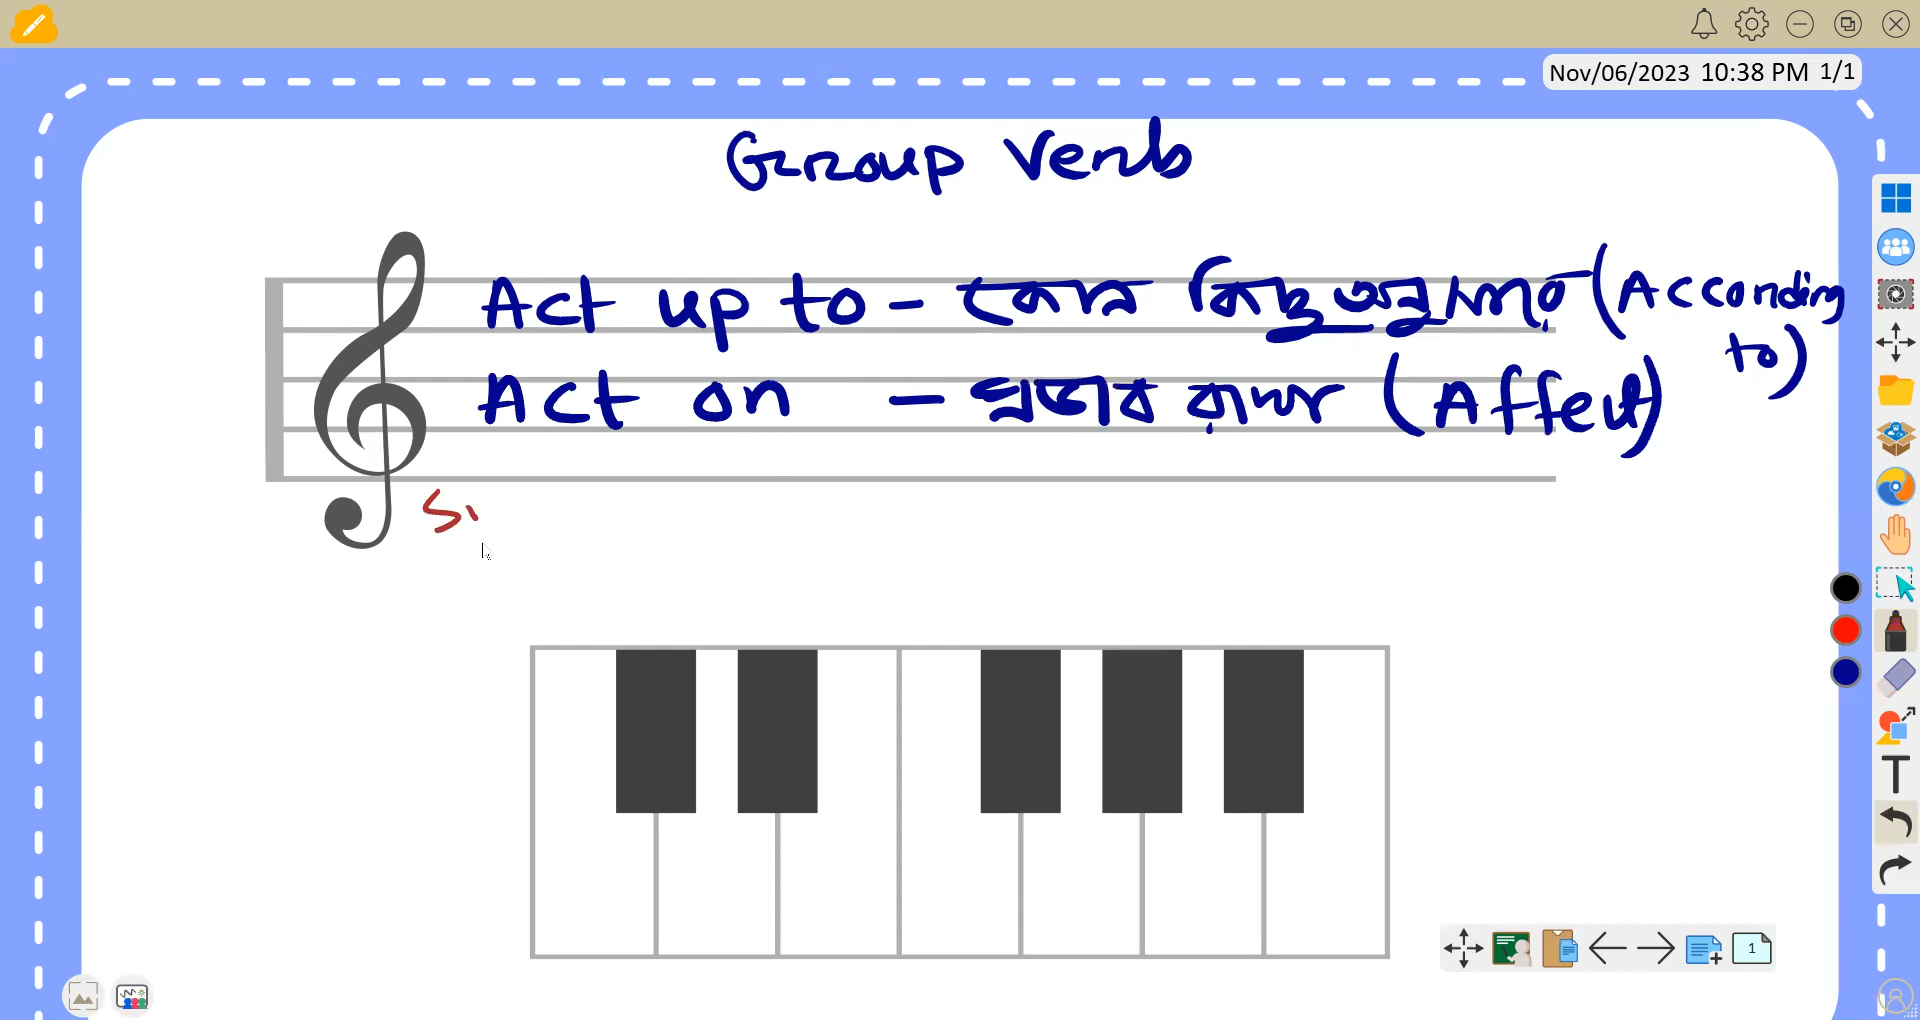 Nov/06/2023 10:38 PM 1/1
Group Verb
Act up to - কোন কিছু অনুসারে (According to)
Act on - প্রভাব রাখা (Affect)
1